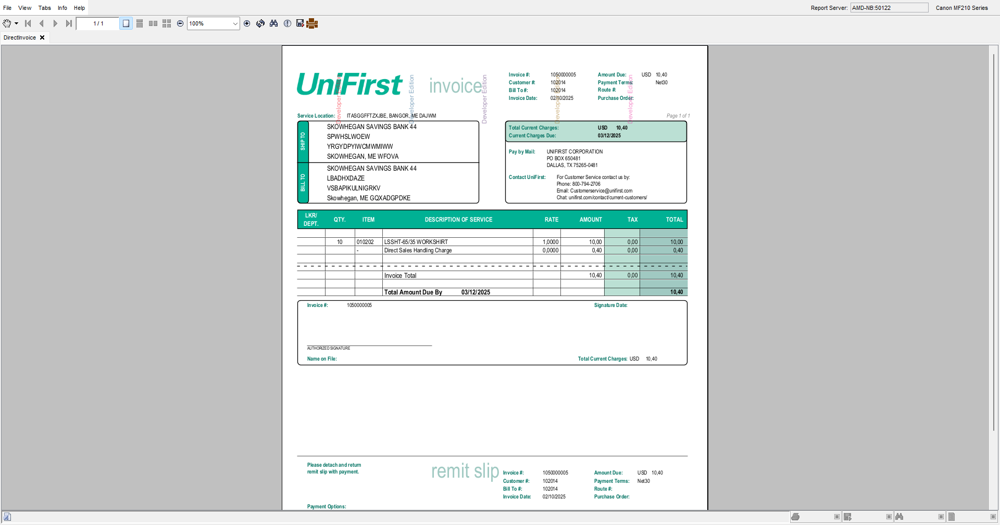 File View Tabs Info Help Report Server: AMD-NB:50122 Canon MF210 Series
1 / 1 100%
DirectInvoice
UniFirst invoice
Invoice #: 1050000005 Amount Due: USD 10,40
Customer #: 102014 Payment Terms: Net30
Bill To #: 102014 Route #:
Invoice Date: 02/10/2025 Purchase Order:
Developer Edition Developer Edition Developer Edition Developer Edition Developer Edition
Service Location: ITASGGFFTZXJBE, BANGOR, ME DAJWM Page 1 of 1
SHIP TO
SKOWHEGAN SAVINGS BANK 44
SPWHSLWOEW
YRGYDPYIWCMWMIWW
SKOWHEGAN, ME WFOVA
BILL TO
SKOWHEGAN SAVINGS BANK 44
LBADHXDAZE
VSBAPIKULNIGRKV
Skowhegan, ME GQXADGPDKE
Total Current Charges: USD 10,40
Current Charges Due: 03/12/2025
Pay by Mail: UNIFIRST CORPORATION
PO BOX 650481
DALLAS, TX 75265-0481
Contact UniFirst: For Customer Service contact us by:
Phone: 800-794-2706
Email: Customerservice@unifirst.com
Chat: unifirst.com/contact/current-customers/
LKR/ DEPT. QTY. ITEM DESCRIPTION OF SERVICE RATE AMOUNT TAX TOTAL
10 010202 LSSHT-65/35 WORKSHIRT 1,0000 10,00 0,00 10,00
- Direct Sales Handling Charge 0,0000 0,40 0,00 0,40
Invoice Total 10,40 0,00 10,40
Total Amount Due By 03/12/2025 10,40
Invoice #: 1050000005 Signature Date:
AUTHORIZED SIGNATURE
Name on File: Total Current Charges: USD 10,40
Please detach and return
remit slip with payment.
remit slip
Invoice #: 1050000005 Amount Due: USD 10,40
Customer #: 102014 Payment Terms: Net30
Bill To #: 102014 Route #:
Invoice Date: 02/10/2025 Purchase Order:
Payment Options: